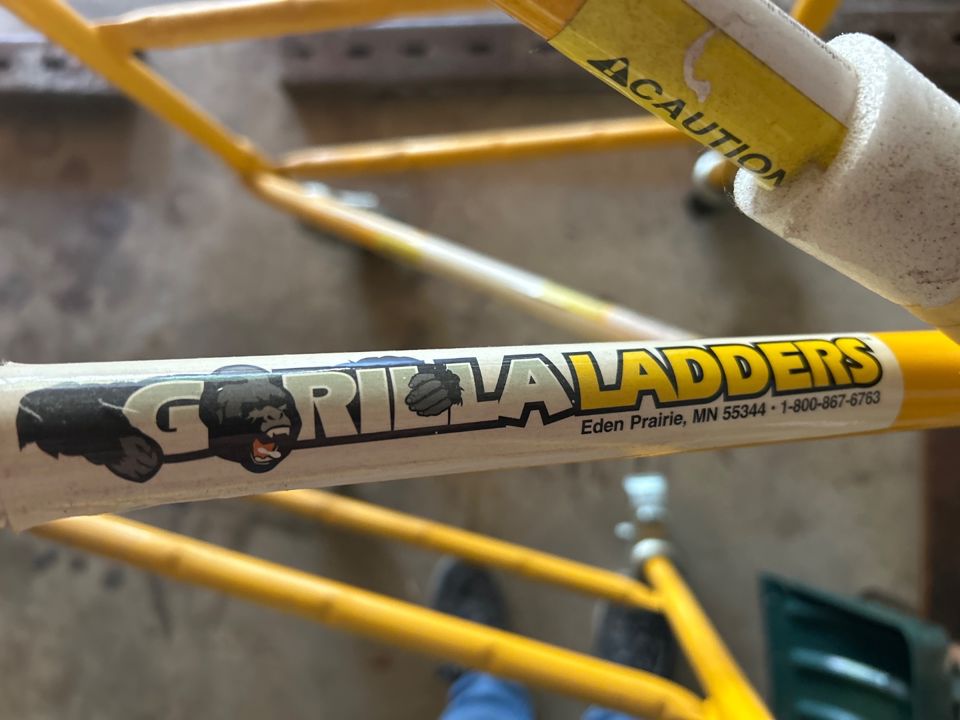 ⚠CAUTION
GORILLA LADDERS
Eden Prairie, MN 55344 • 1-800-867-6763